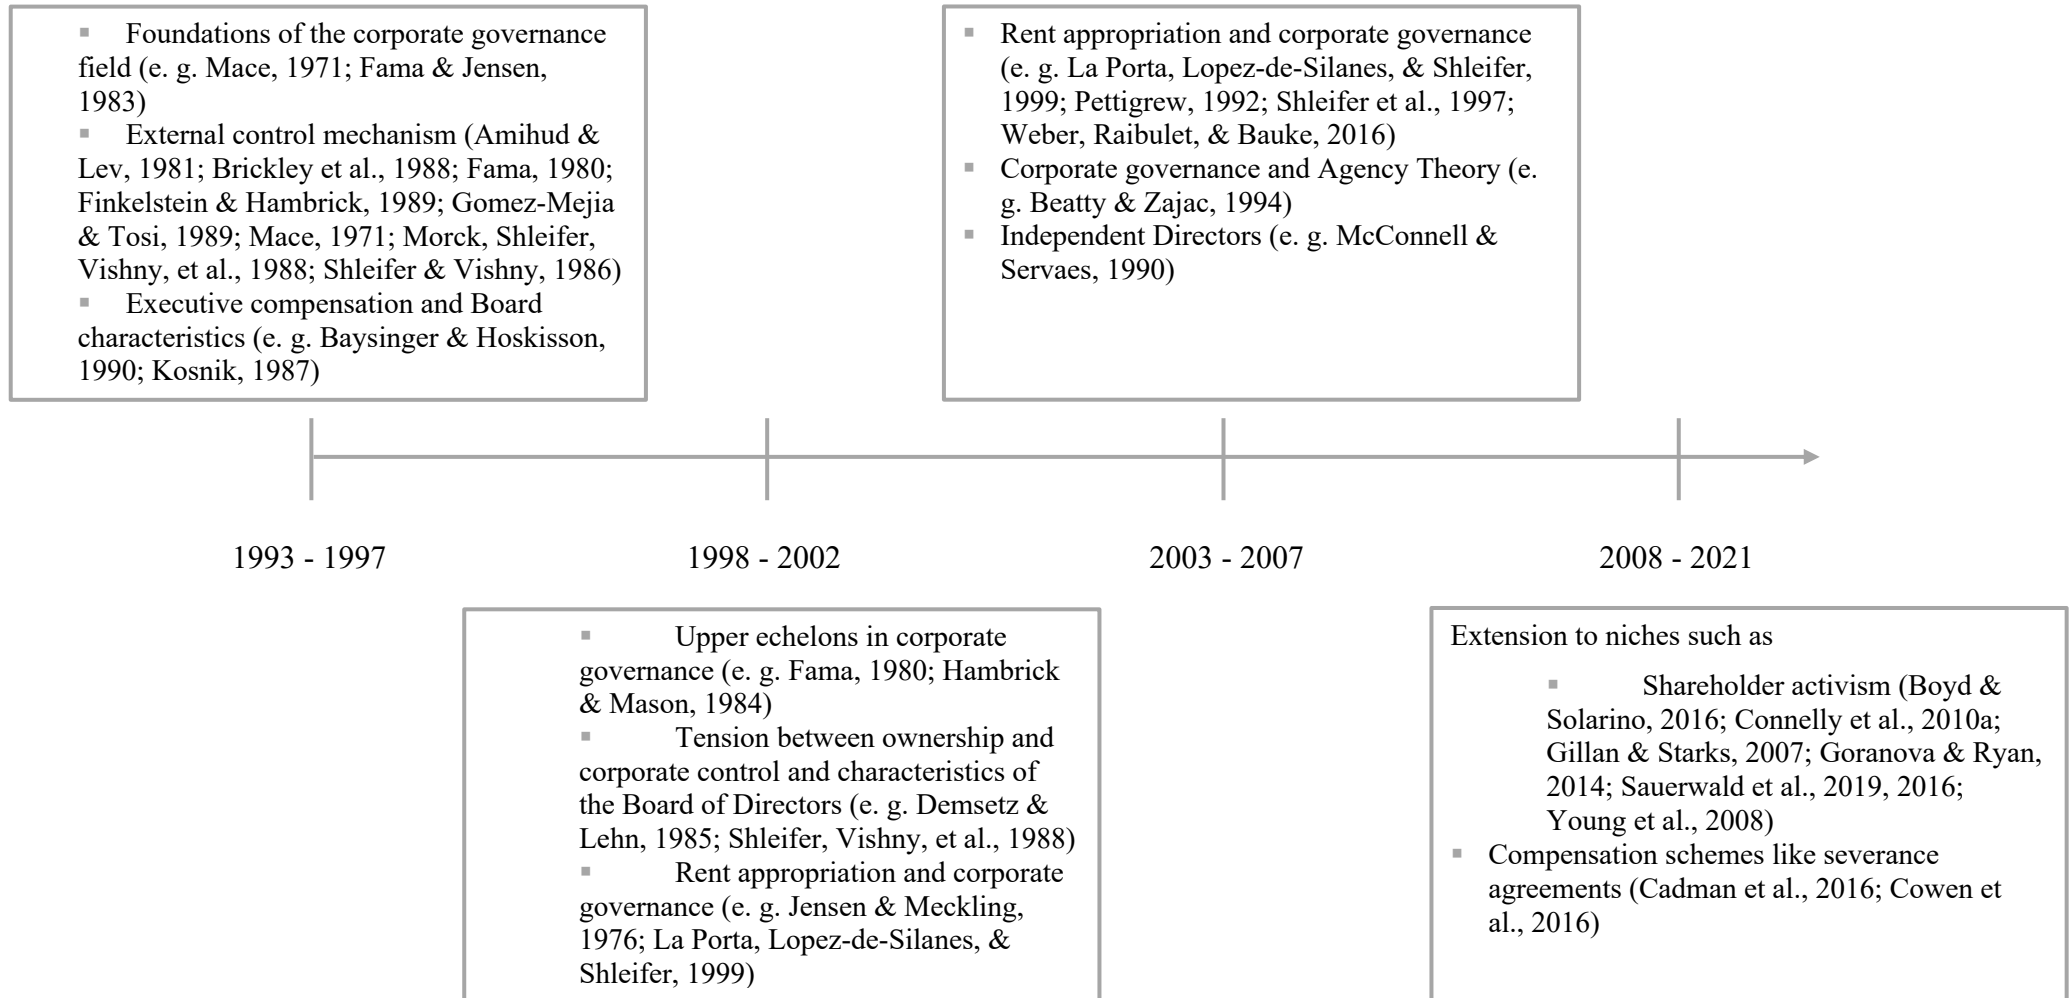 ▪ Foundations of the corporate governance
field (e. g. Mace, 1971; Fama & Jensen,
1983)
▪ External control mechanism (Amihud &
Lev, 1981; Brickley et al., 1988; Fama, 1980;
Finkelstein & Hambrick, 1989; Gomez-Mejia
& Tosi, 1989; Mace, 1971; Morck, Shleifer,
Vishny, et al., 1988; Shleifer & Vishny, 1986)
▪ Executive compensation and Board
characteristics (e. g. Baysinger & Hoskisson,
1990; Kosnik, 1987)
▪ Rent appropriation and corporate governance
(e. g. La Porta, Lopez-de-Silanes, & Shleifer,
1999; Pettigrew, 1992; Shleifer et al., 1997;
Weber, Raibulet, & Bauke, 2016)
▪ Corporate governance and Agency Theory (e.
g. Beatty & Zajac, 1994)
▪ Independent Directors (e. g. McConnell &
Servaes, 1990)
1993 - 1997
1998 - 2002
2003 - 2007
2008 - 2021
▪ Upper echelons in corporate
governance (e. g. Fama, 1980; Hambrick
& Mason, 1984)
▪ Tension between ownership and
corporate control and characteristics of
the Board of Directors (e. g. Demsetz &
Lehn, 1985; Shleifer, Vishny, et al., 1988)
▪ Rent appropriation and corporate
governance (e. g. Jensen & Meckling,
1976; La Porta, Lopez-de-Silanes, &
Shleifer, 1999)
Extension to niches such as
▪ Shareholder activism (Boyd &
Solarino, 2016; Connelly et al., 2010a;
Gillan & Starks, 2007; Goranova & Ryan,
2014; Sauerwald et al., 2019, 2016;
Young et al., 2008)
▪ Compensation schemes like severance
agreements (Cadman et al., 2016; Cowen et
al., 2016)